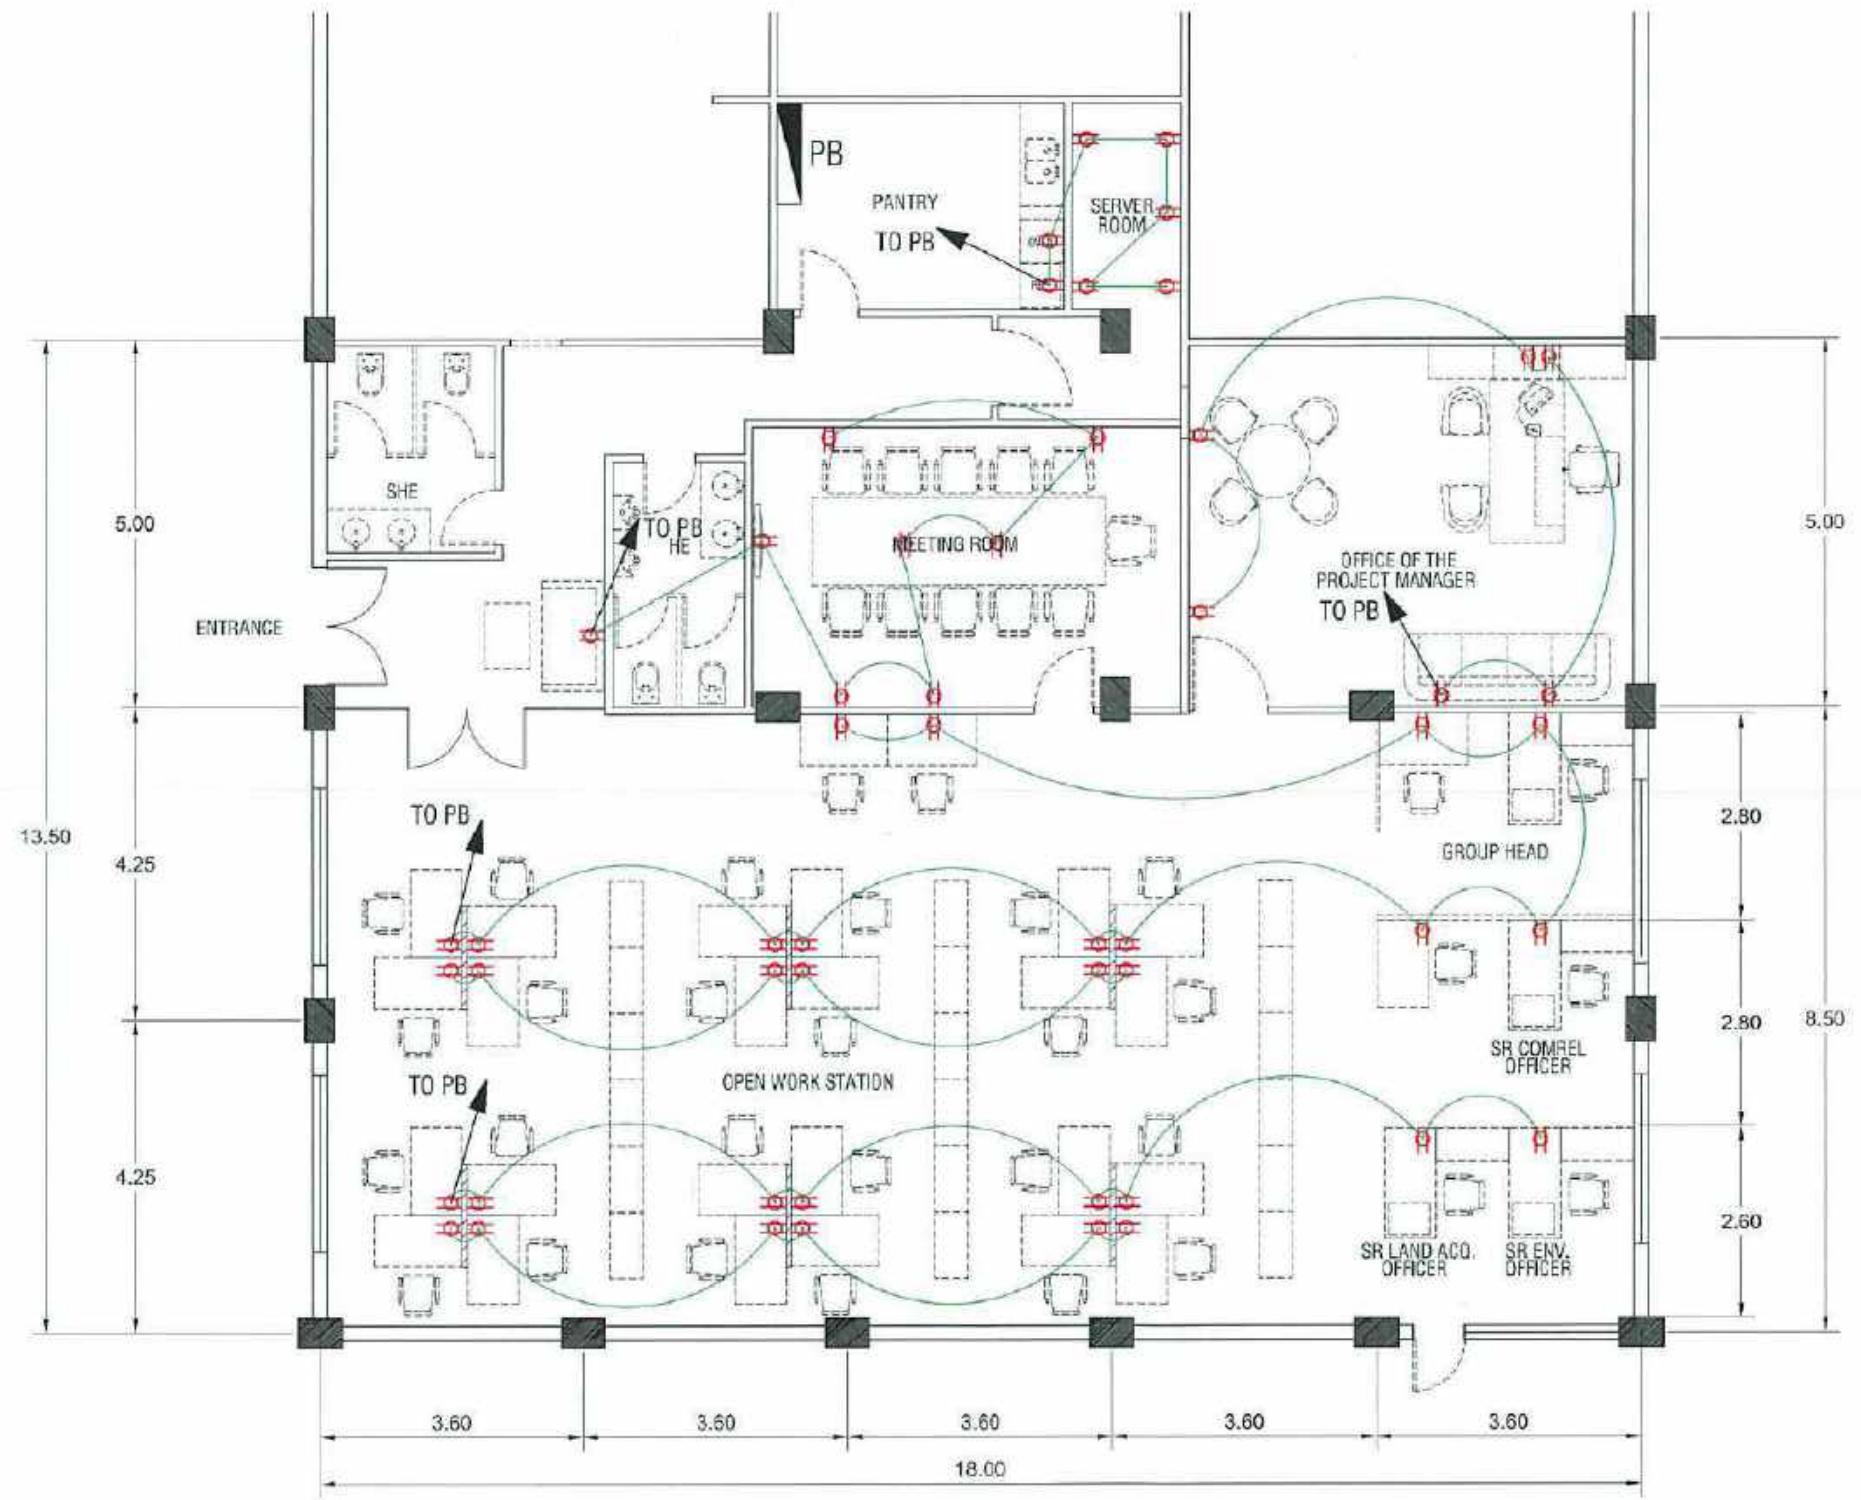 PB
PANTRY
TO PB
SERVER
ROOM
SHE
5.00
TO PB
HE
MEETING ROOM
OFFICE OF THE
PROJECT MANAGER
TO PB
5.00
ENTRANCE
TO PB
13.50
4.25
2.80
GROUP HEAD
2.80
8.50
SR COMREL
OFFICER
TO PB
OPEN WORK STATION
4.25
2.60
SR LAND ACQ.
OFFICER
SR ENV.
OFFICER
3.60
3.60
3.60
3.60
3.60
18.00